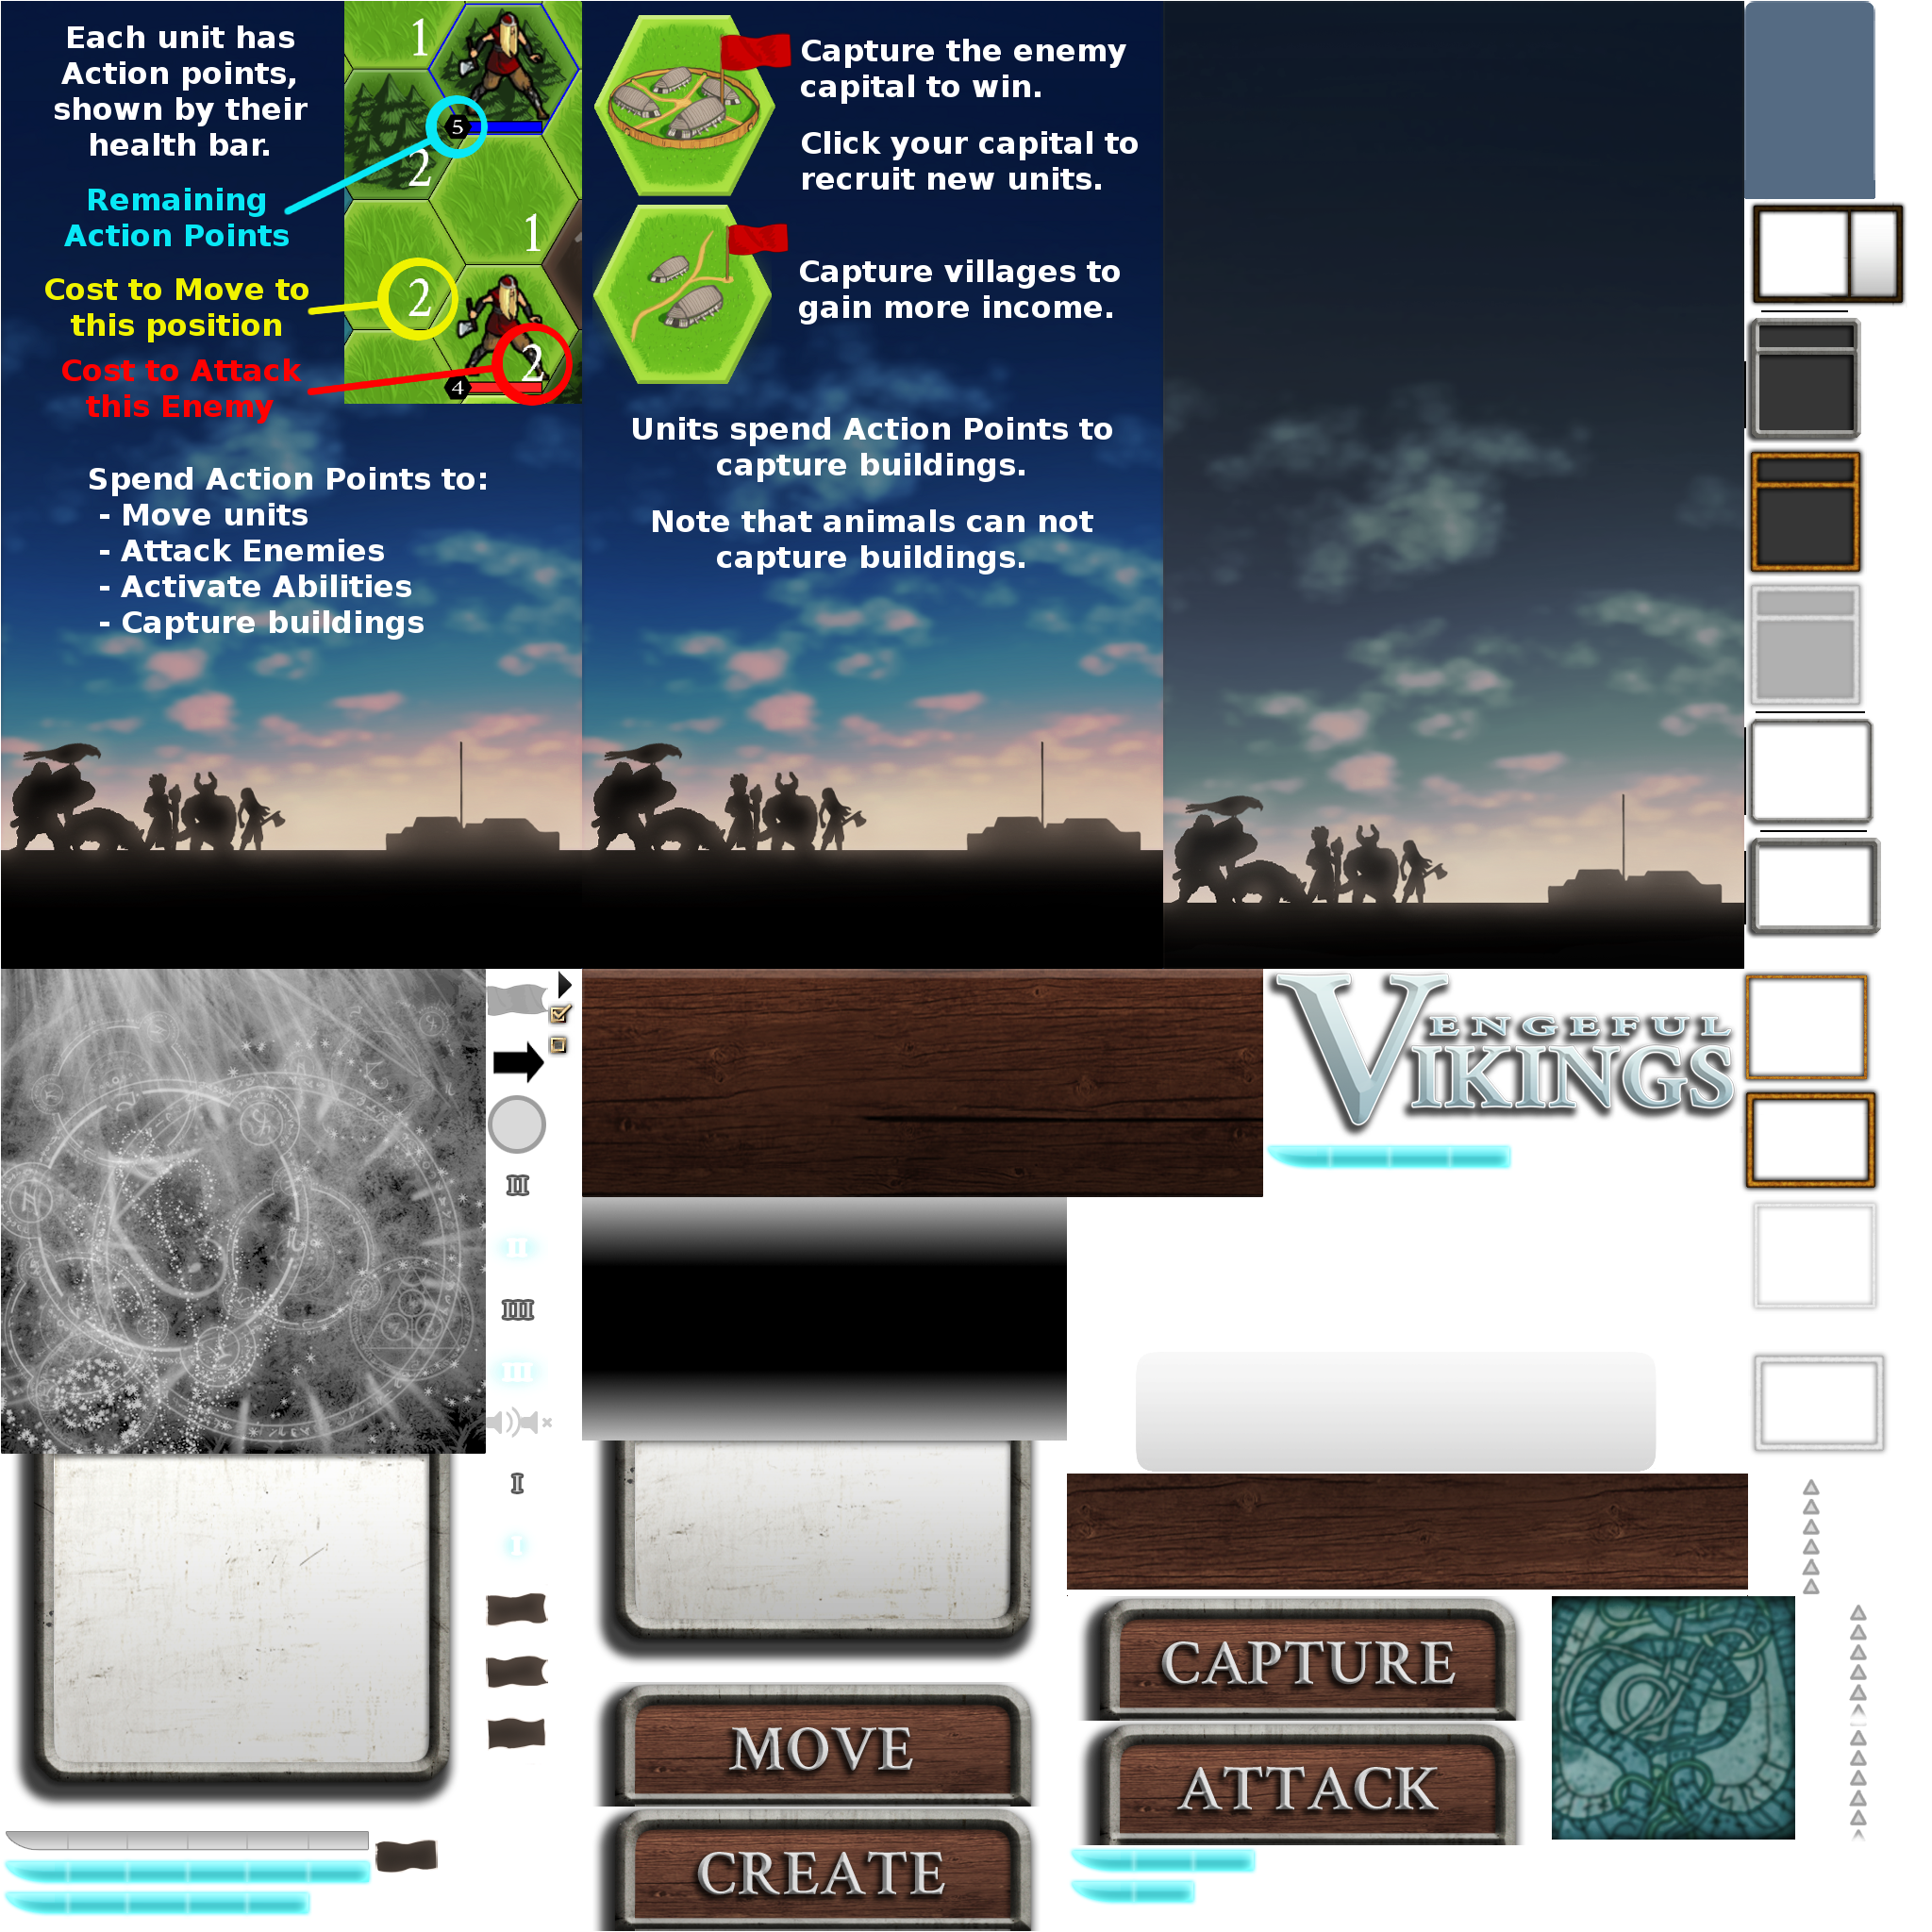 Each unit has
Action points,
shown by their
health bar.
Remaining
Action Points
Cost to Move to
this position
Cost to Attack
this Enemy
1
5
2
1
2
2
4
Spend Action Points to:
- Move units
- Attack Enemies
- Activate Abilities
- Capture buildings
Capture the enemy
capital to win.
Click your capital to
recruit new units.
Capture villages to
gain more income.
Units spend Action Points to
capture buildings.
Note that animals can not
capture buildings.
VENGEFUL
VIKINGS
II
II
III
III
I
I
MOVE
CREATE
CAPTURE
ATTACK